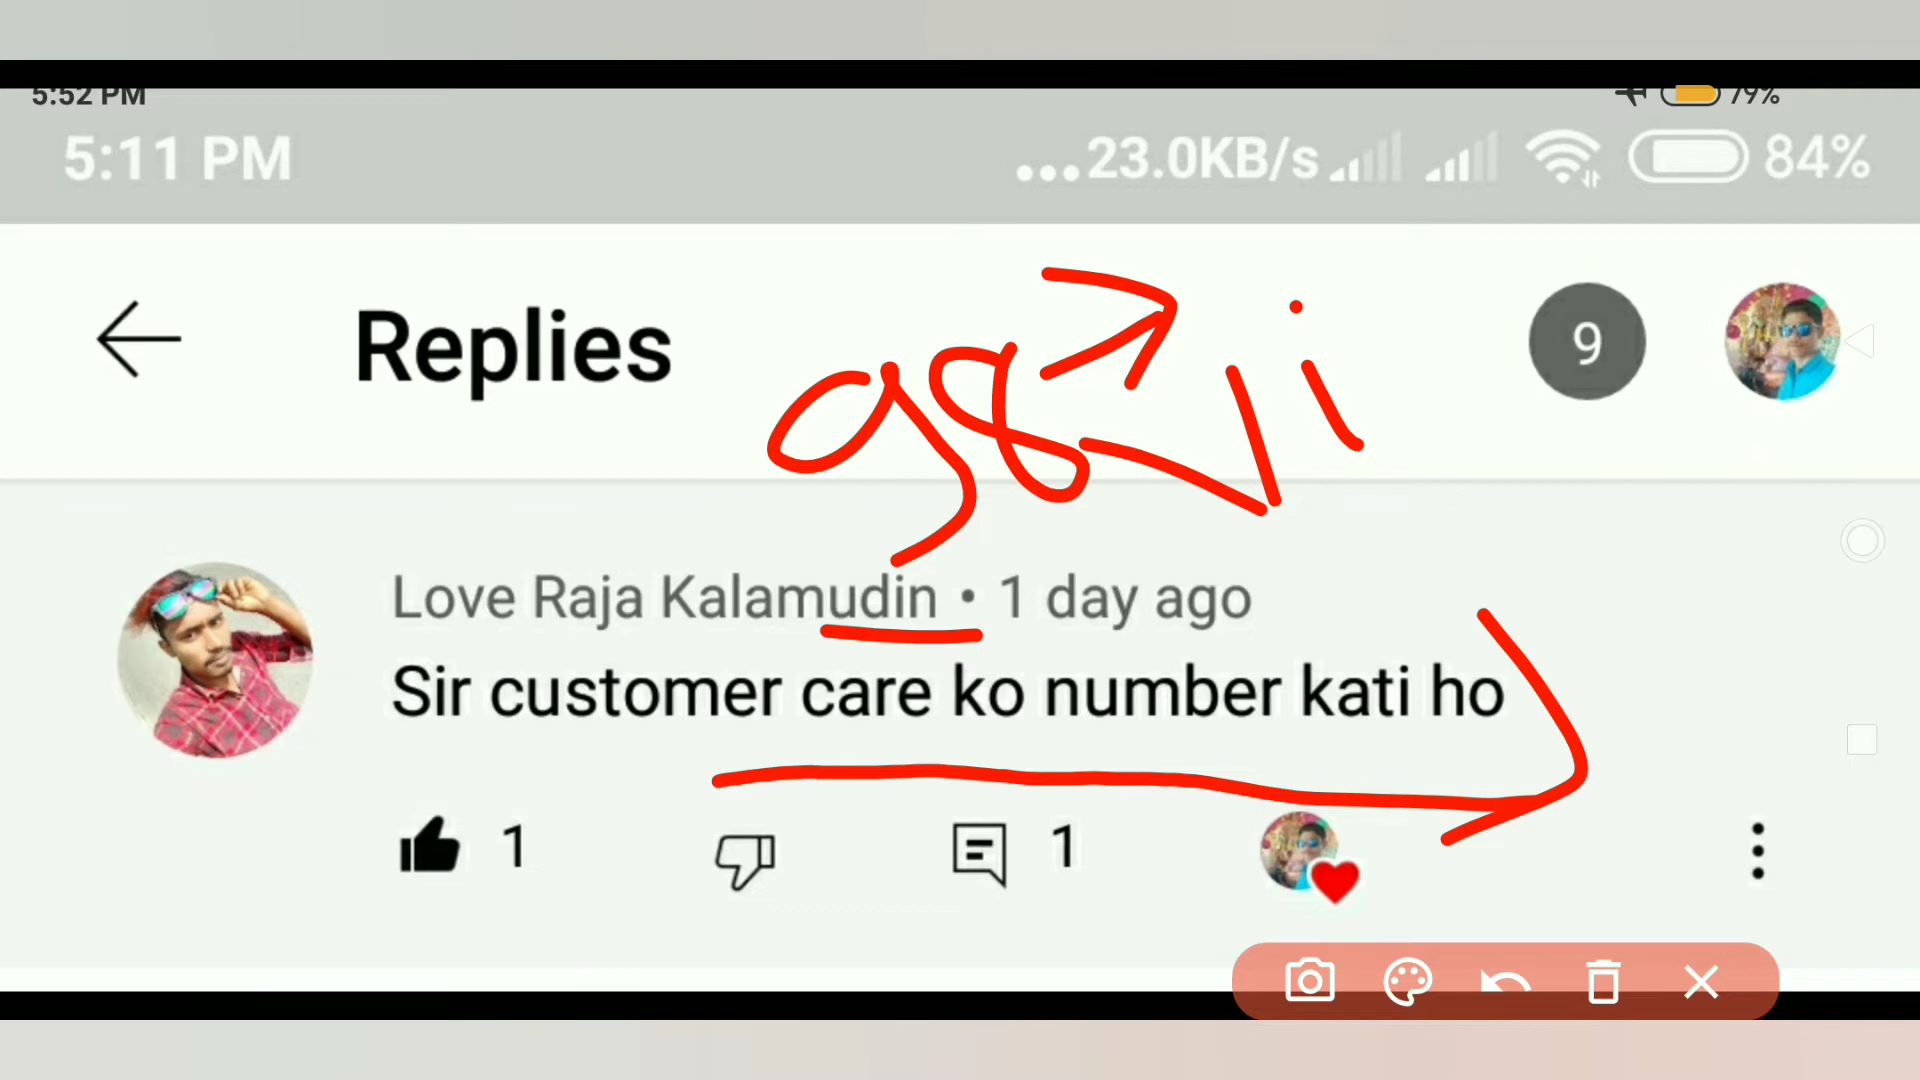 5:52 PM 79%
5:11 PM ...23.0KB/s 84%
Replies 9
Love Raja Kalamudin • 1 day ago
Sir customer care ko number kati ho
1 1